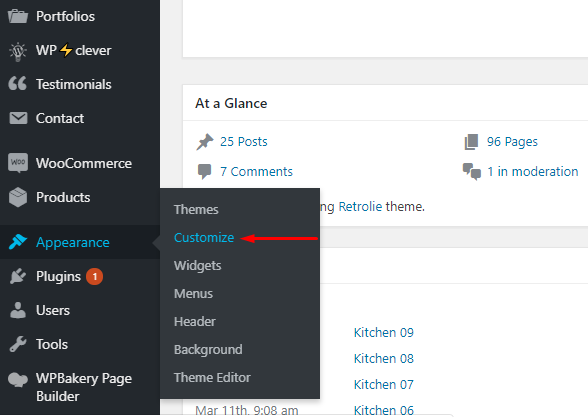 Portfolios
WP⚡clever
Testimonials
Contact
WooCommerce
Products
Appearance
Plugins 1
Users
Tools
WPBakery Page
Builder
Themes
Customize
Widgets
Menus
Header
Background
Theme Editor
At a Glance
25 Posts
96 Pages
7 Comments
1 in moderation
Retrolie theme.
Kitchen 09
Kitchen 08
Kitchen 07
Mar 11th, 9:08 am
Kitchen 06